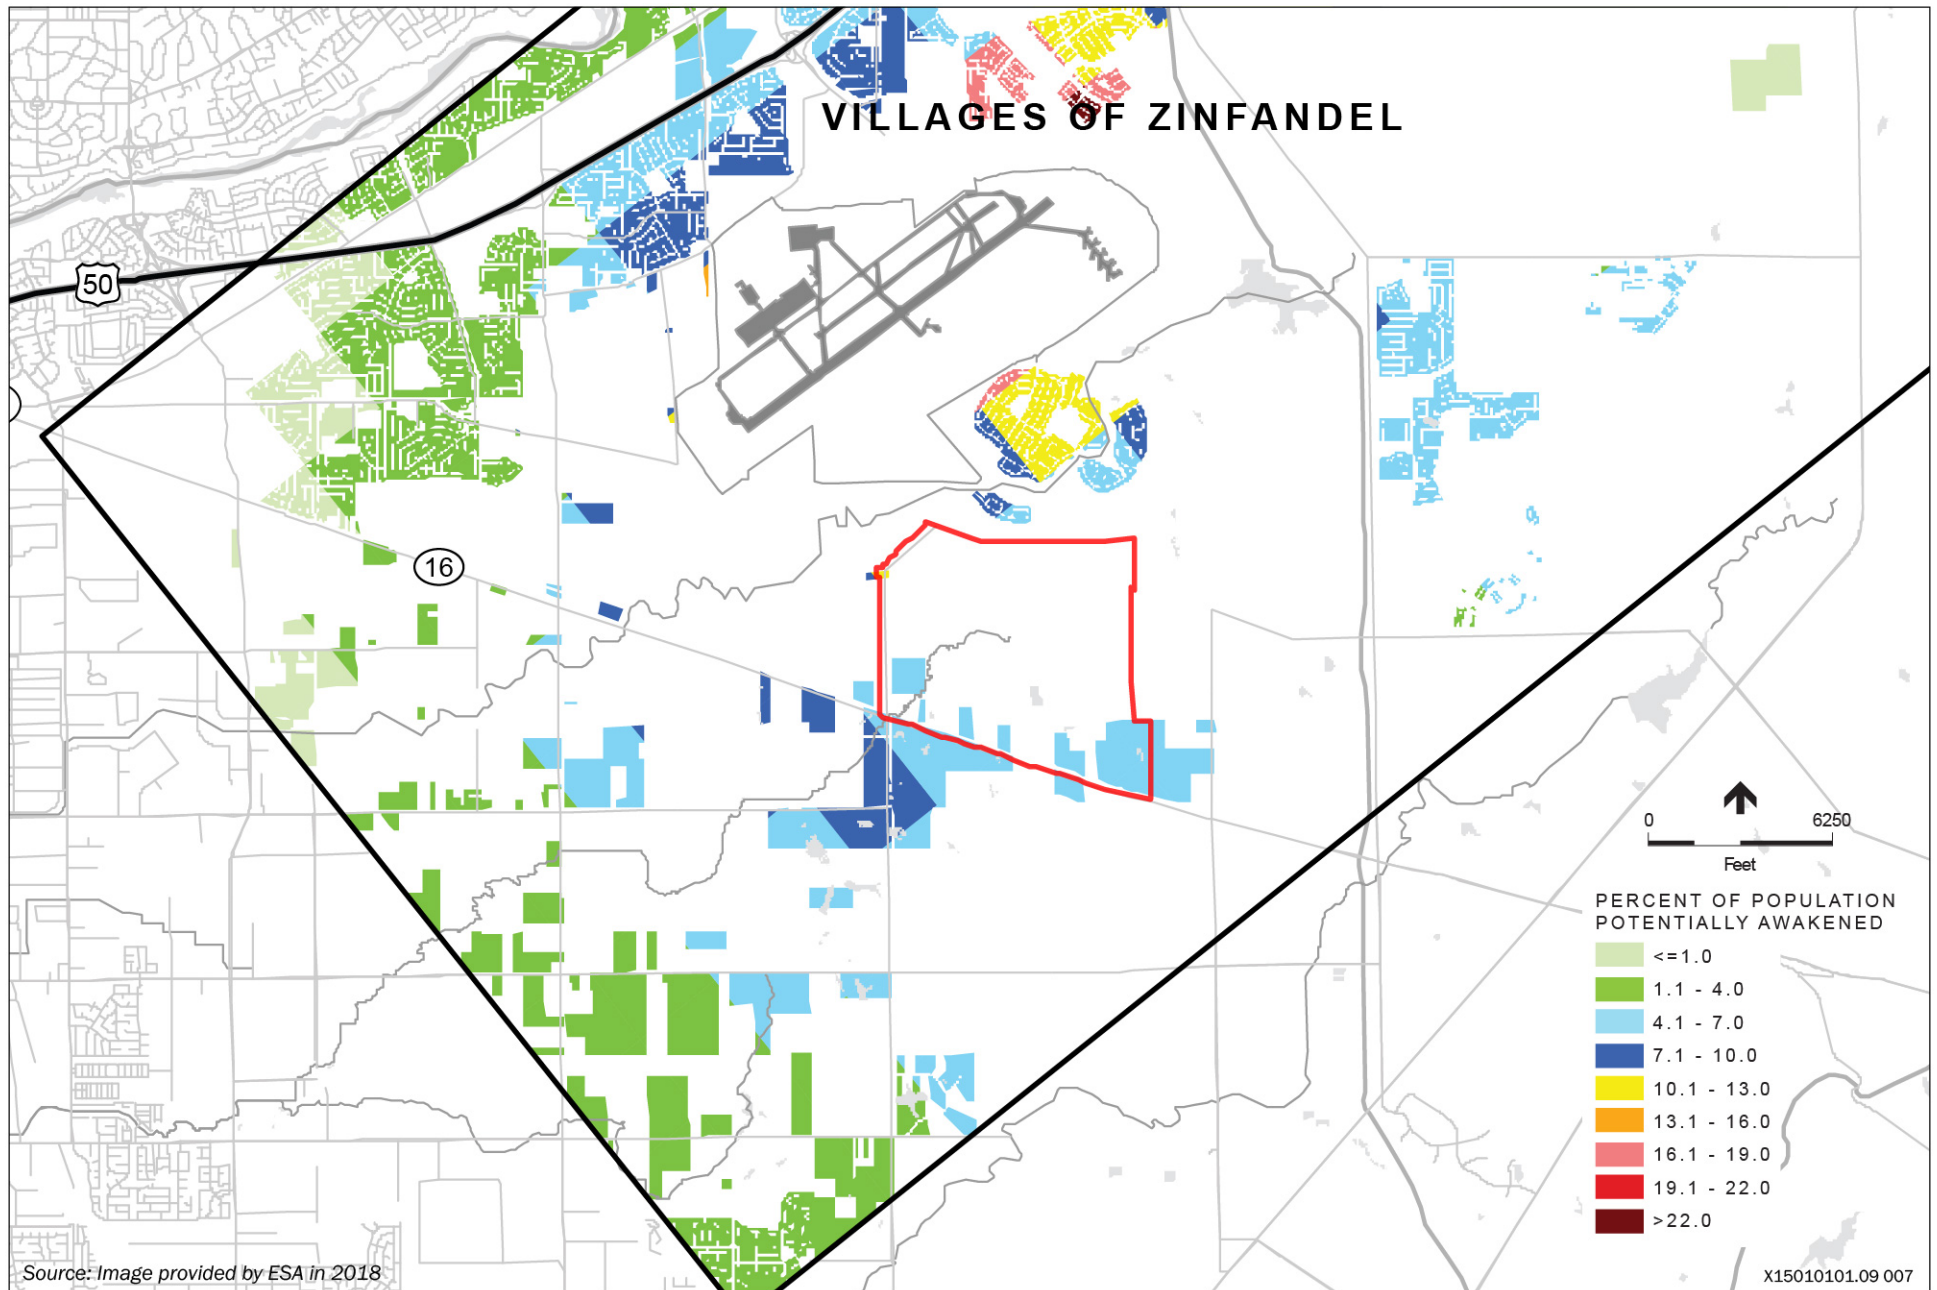 VILLAGES OF ZINFANDEL
50
16
0 6250
Feet
PERCENT OF POPULATION
POTENTIALLY AWAKENED
<=1.0
1.1 - 4.0
4.1 - 7.0
7.1 - 10.0
10.1 - 13.0
13.1 - 16.0
16.1 - 19.0
19.1 - 22.0
>22.0
Source: Image provided by ESA in 2018
X15010101.09 007